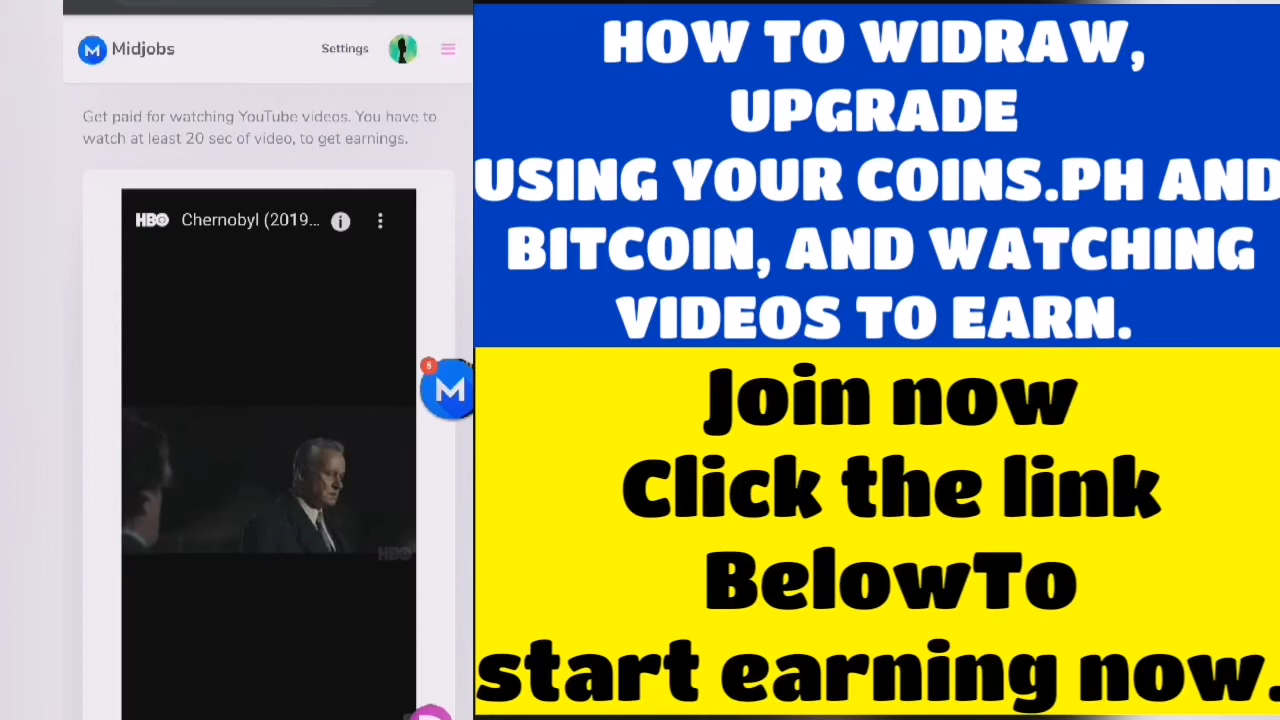 Midjobs
Settings
Get paid for watching YouTube videos. You have to
watch at least 20 sec of video, to get earnings.
HBO Chernobyl (2019...
M
5
HBO
HOW TO WIDRAW,
UPGRADE
USING YOUR COINS.PH AND
BITCOIN, AND WATCHING
VIDEOS TO EARN.
Join now
Click the link
BelowTo
start earning now.